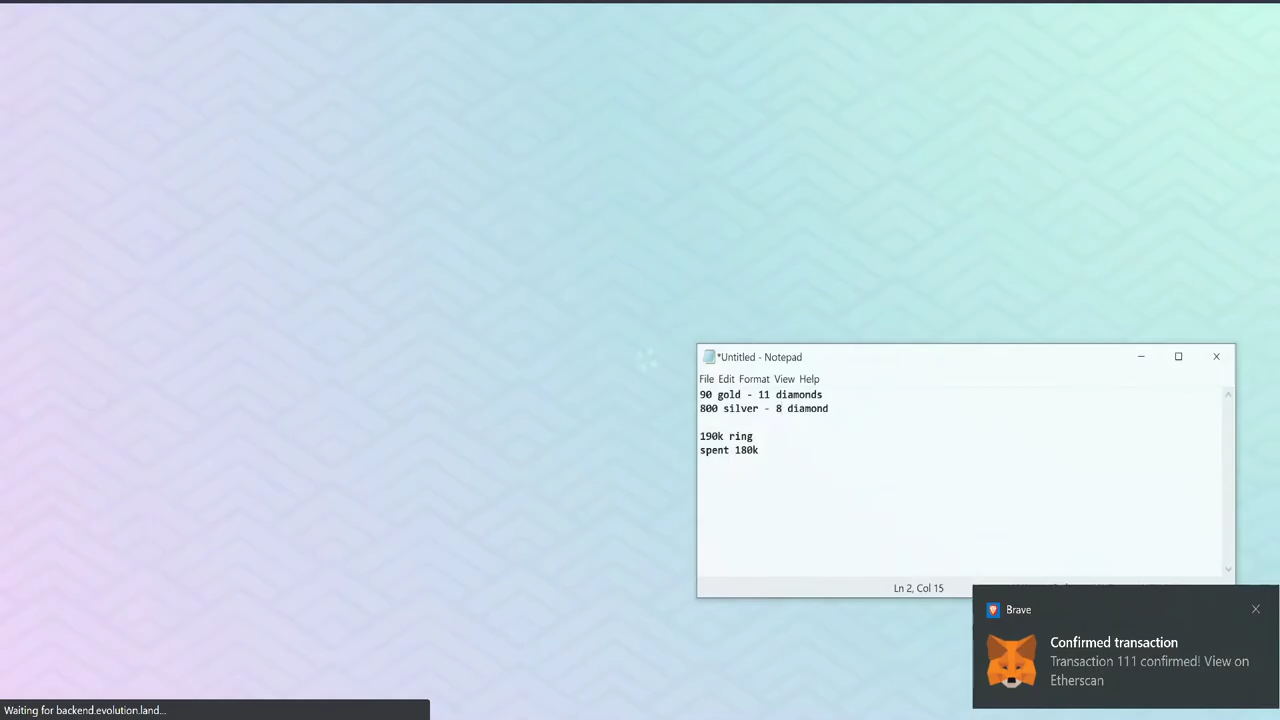 *Untitled - Notepad
File Edit Format View Help
90 gold - 11 diamonds
800 silver - 8 diamond
190k ring
spent 180k
Ln 2, Col 15
Brave
Confirmed transaction
Transaction 111 confirmed! View on
Etherscan
Waiting for backend.evolution.land...